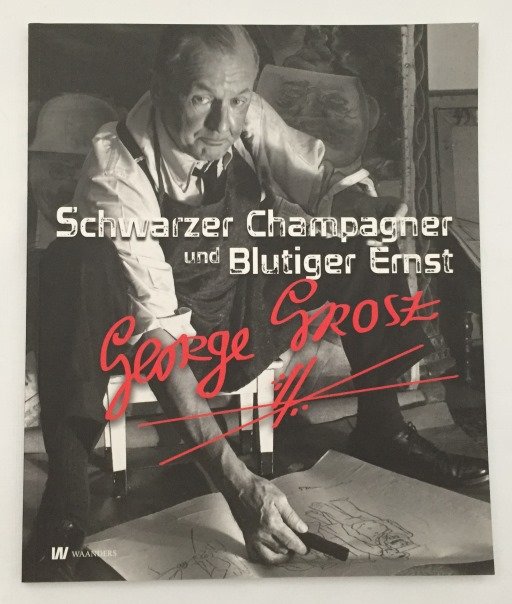 Schwarzer Champagner
und Blutiger Ernst
George Grosz
W WAANDERS